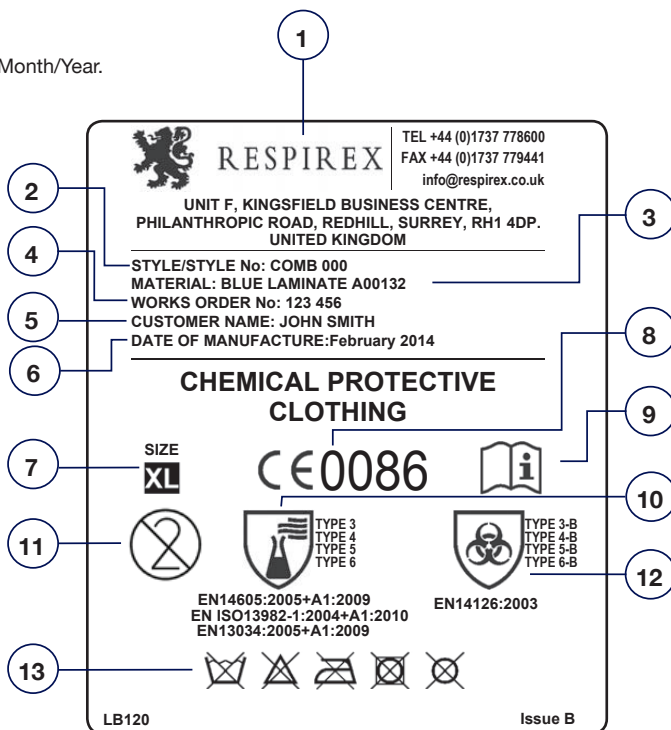 1
Month/Year.
RESPIREX
TEL +44 (0)1737 778600
FAX +44 (0)1737 779441
info@respirex.co.uk
2
UNIT F, KINGSFIELD BUSINESS CENTRE,
PHILANTHROPIC ROAD, REDHILL, SURREY, RH1 4DP.
UNITED KINGDOM
3
4
STYLE/STYLE No: COMB 000
MATERIAL: BLUE LAMINATE A00132
WORKS ORDER No: 123 456
5
CUSTOMER NAME: JOHN SMITH
DATE OF MANUFACTURE:February 2014
6
8
CHEMICAL PROTECTIVE
CLOTHING
9
7
SIZE
XL
CE0086
i
10
11
2
TYPE 3
TYPE 4
TYPE 5
TYPE 6
TYPE 3-B
TYPE 4-B
TYPE 5-B
TYPE 6-B
12
EN14605:2005+A1:2009
EN ISO13982-1:2004+A1:2010
EN13034:2005+A1:2009
EN14126:2003
13
LB120
Issue B